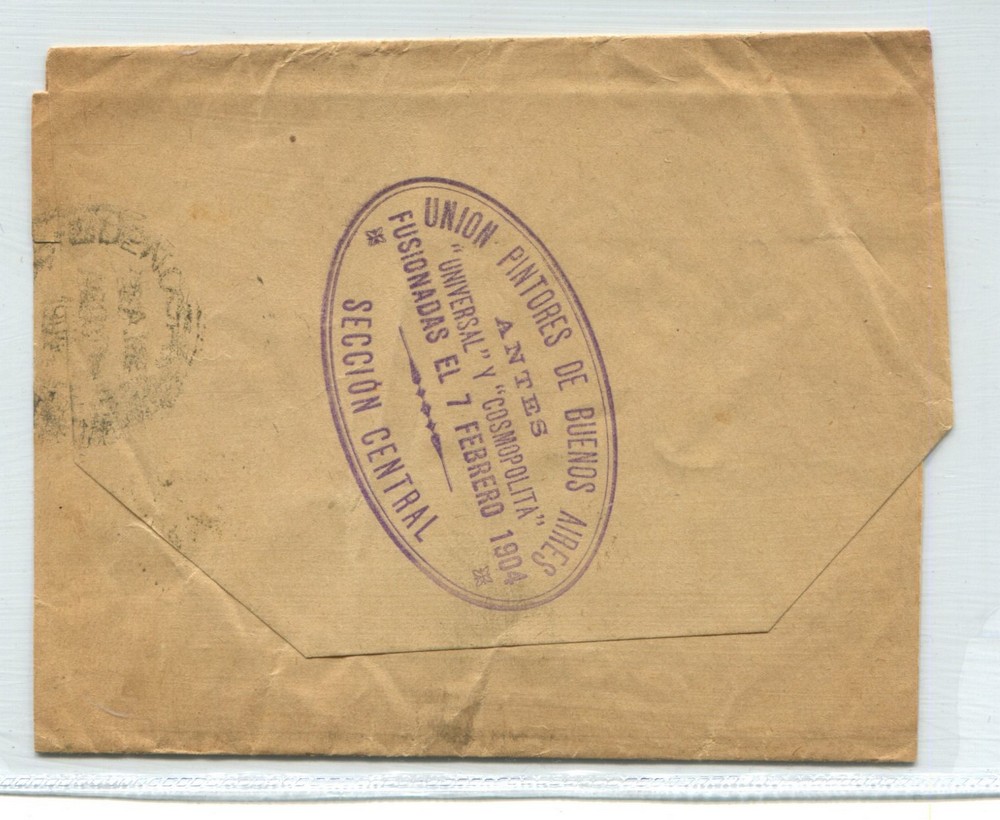 UNION PINTORES DE BUENOS AIRES
ANTES
"UNIVERSAL" Y "COSMOPOLITA"
FUSIONADAS EL 7 FEBRERO 1904
SECCIÓN CENTRAL